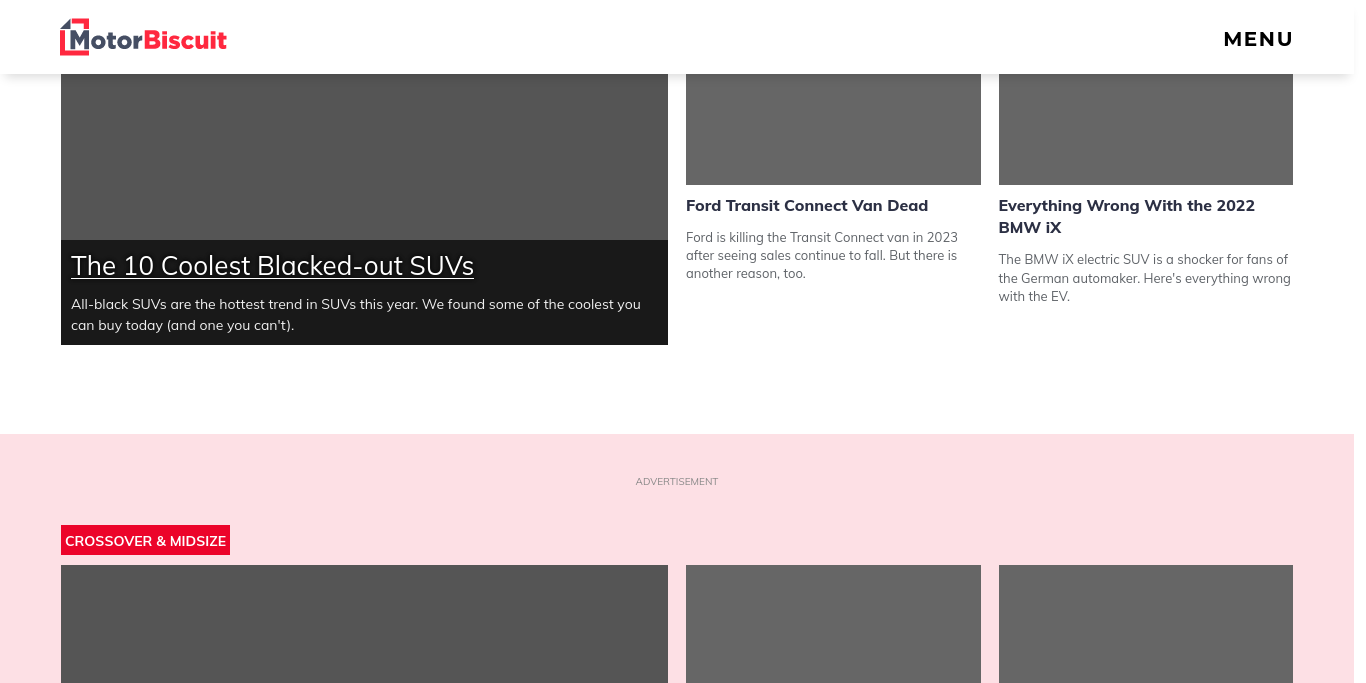 MotorBiscuit
MENU
The 10 Coolest Blacked-out SUVs
All-black SUVs are the hottest trend in SUVs this year. We found some of the coolest you
can buy today (and one you can't).
Ford Transit Connect Van Dead
Ford is killing the Transit Connect van in 2023
after seeing sales continue to fall. But there is
another reason, too.
Everything Wrong With the 2022
BMW iX
The BMW iX electric SUV is a shocker for fans of
the German automaker. Here's everything wrong
with the EV.
ADVERTISEMENT
CROSSOVER & MIDSIZE